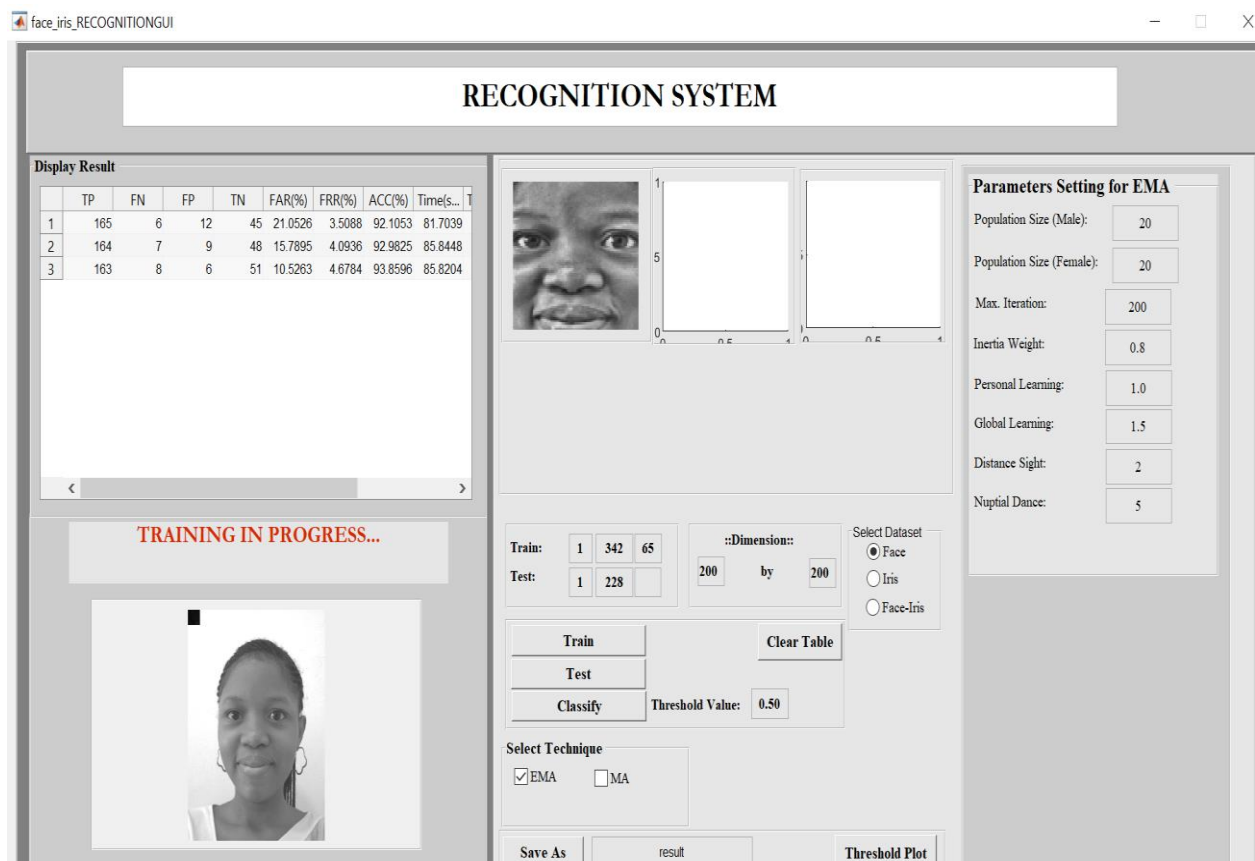 face_iris_RECOGNITIONGUI
RECOGNITION SYSTEM
Display Result
TP FN FP TN FAR(%) FRR(%) ACC(%) Time(s... T
1 165 6 12 45 21.0526 3.5088 92.1053 81.7039
2 164 7 9 48 15.7895 4.0936 92.9825 85.8448
3 163 8 6 51 10.5263 4.6784 93.8596 85.8204
TRAINING IN PROGRESS...
1
5
0
0 0.5 1
0 0.5 1
Train: 1 342 65
Test: 1 228
::Dimension::
200 by 200
Select Dataset
Face
Iris
Face-Iris
Train
Clear Table
Test
Classify
Threshold Value: 0.50
Select Technique
EMA MA
Save As result Threshold Plot
Parameters Setting for EMA
Population Size (Male): 20
Population Size (Female): 20
Max. Iteration: 200
Inertia Weight: 0.8
Personal Learning: 1.0
Global Learning: 1.5
Distance Sight: 2
Nuptial Dance: 5